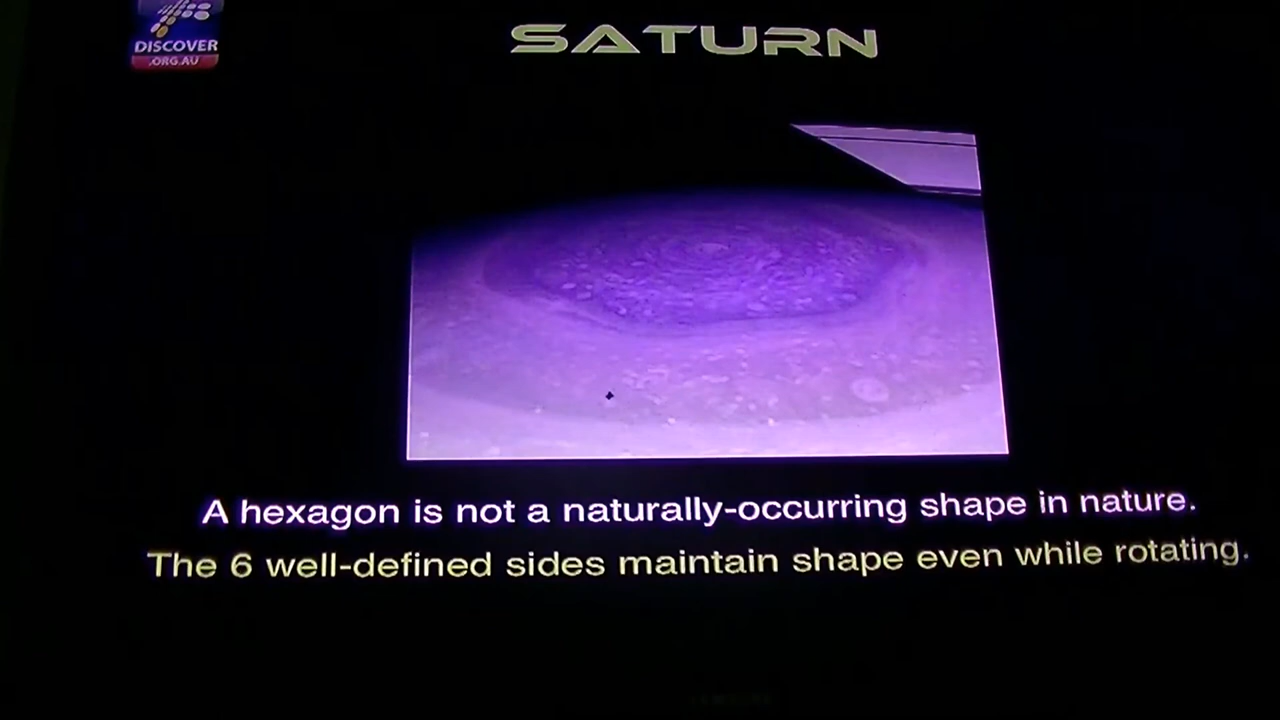 DISCOVER
.ORG.AU
SATURN
A hexagon is not a naturally-occurring shape in nature.
The 6 well-defined sides maintain shape even while rotating.